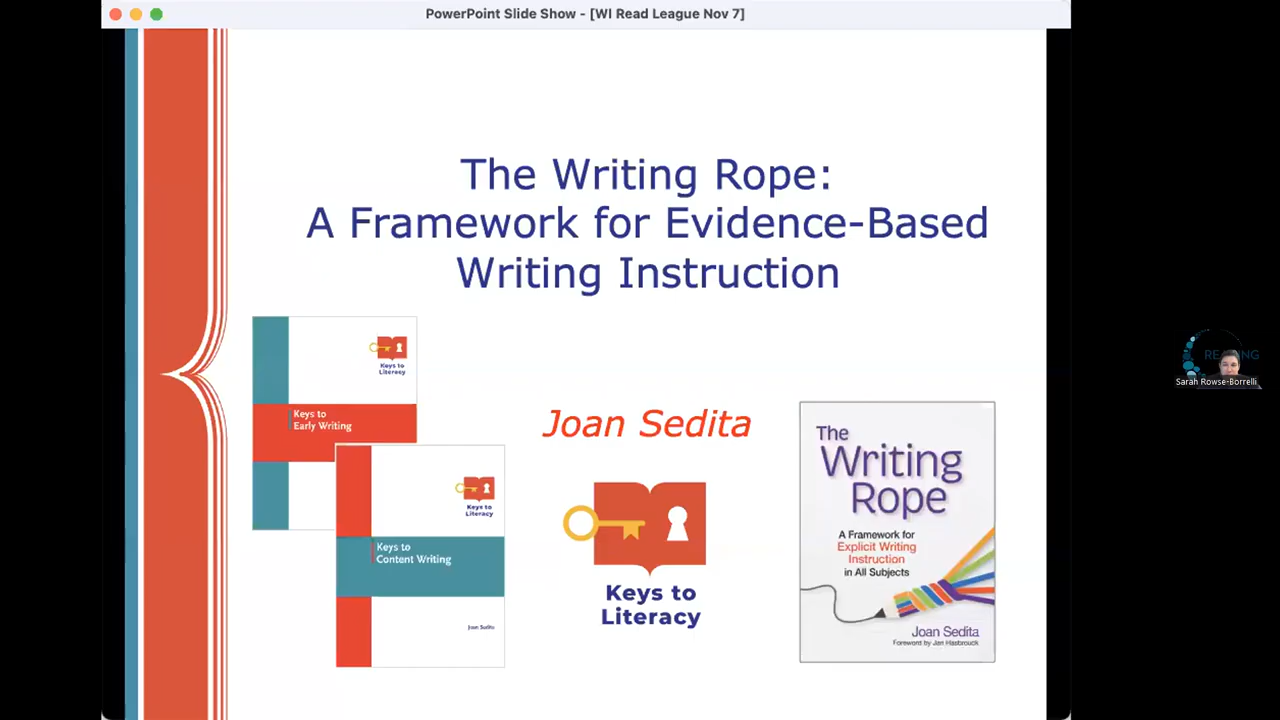 PowerPoint Slide Show - [WI Read League Nov 7]
The Writing Rope:
A Framework for Evidence-Based
Writing Instruction
Keys to
Literacy
Keys to
Early Writing
Joan Sedita
Keys to
Literacy
Keys to
Content Writing
Joan Sedita
Keys to
Literacy
The
Writing
Rope
A Framework for
Explicit Writing
Instruction
in All Subjects
Joan Sedita
Foreword by Jan Hasbrouck
Sarah Rowse-Borrelli